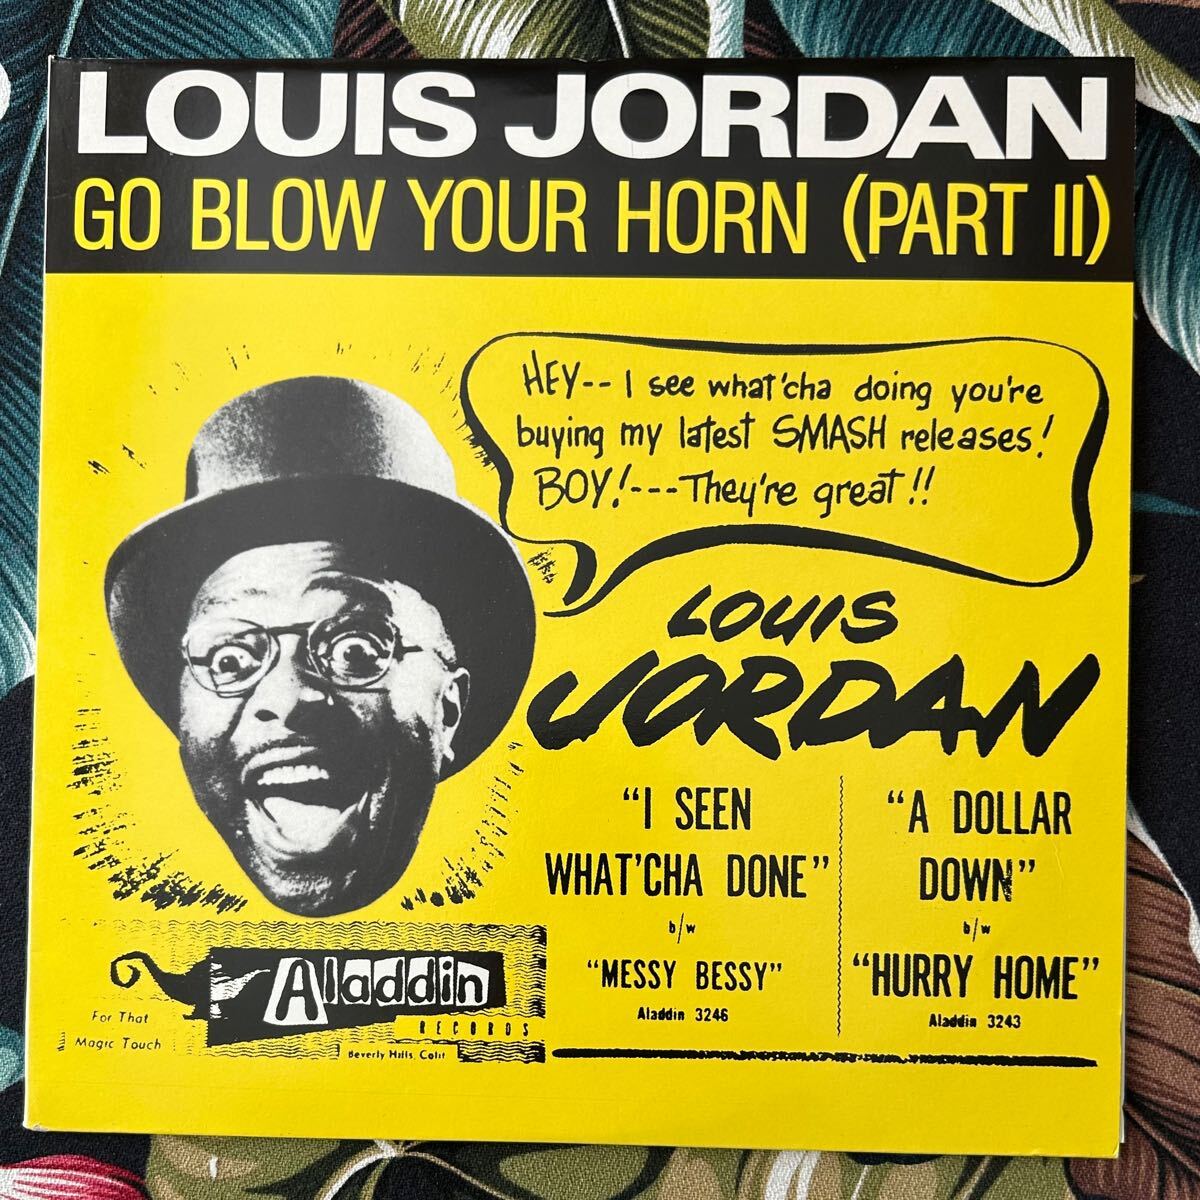 LOUIS JORDAN
GO BLOW YOUR HORN (PART II)
HEY-- I see what'cha doing you're
buying my latest SMASH releases!
BOY!---They're great!!
LOUIS
JORDAN
"I SEEN
WHAT'CHA DONE"
b/w
"MESSY BESSY"
Aladdin 3246
"A DOLLAR
DOWN"
b/w
"HURRY HOME"
Aladdin 3243
Aladdin
RECORDS
For That
Magic Touch
Beverly Hills, Calif